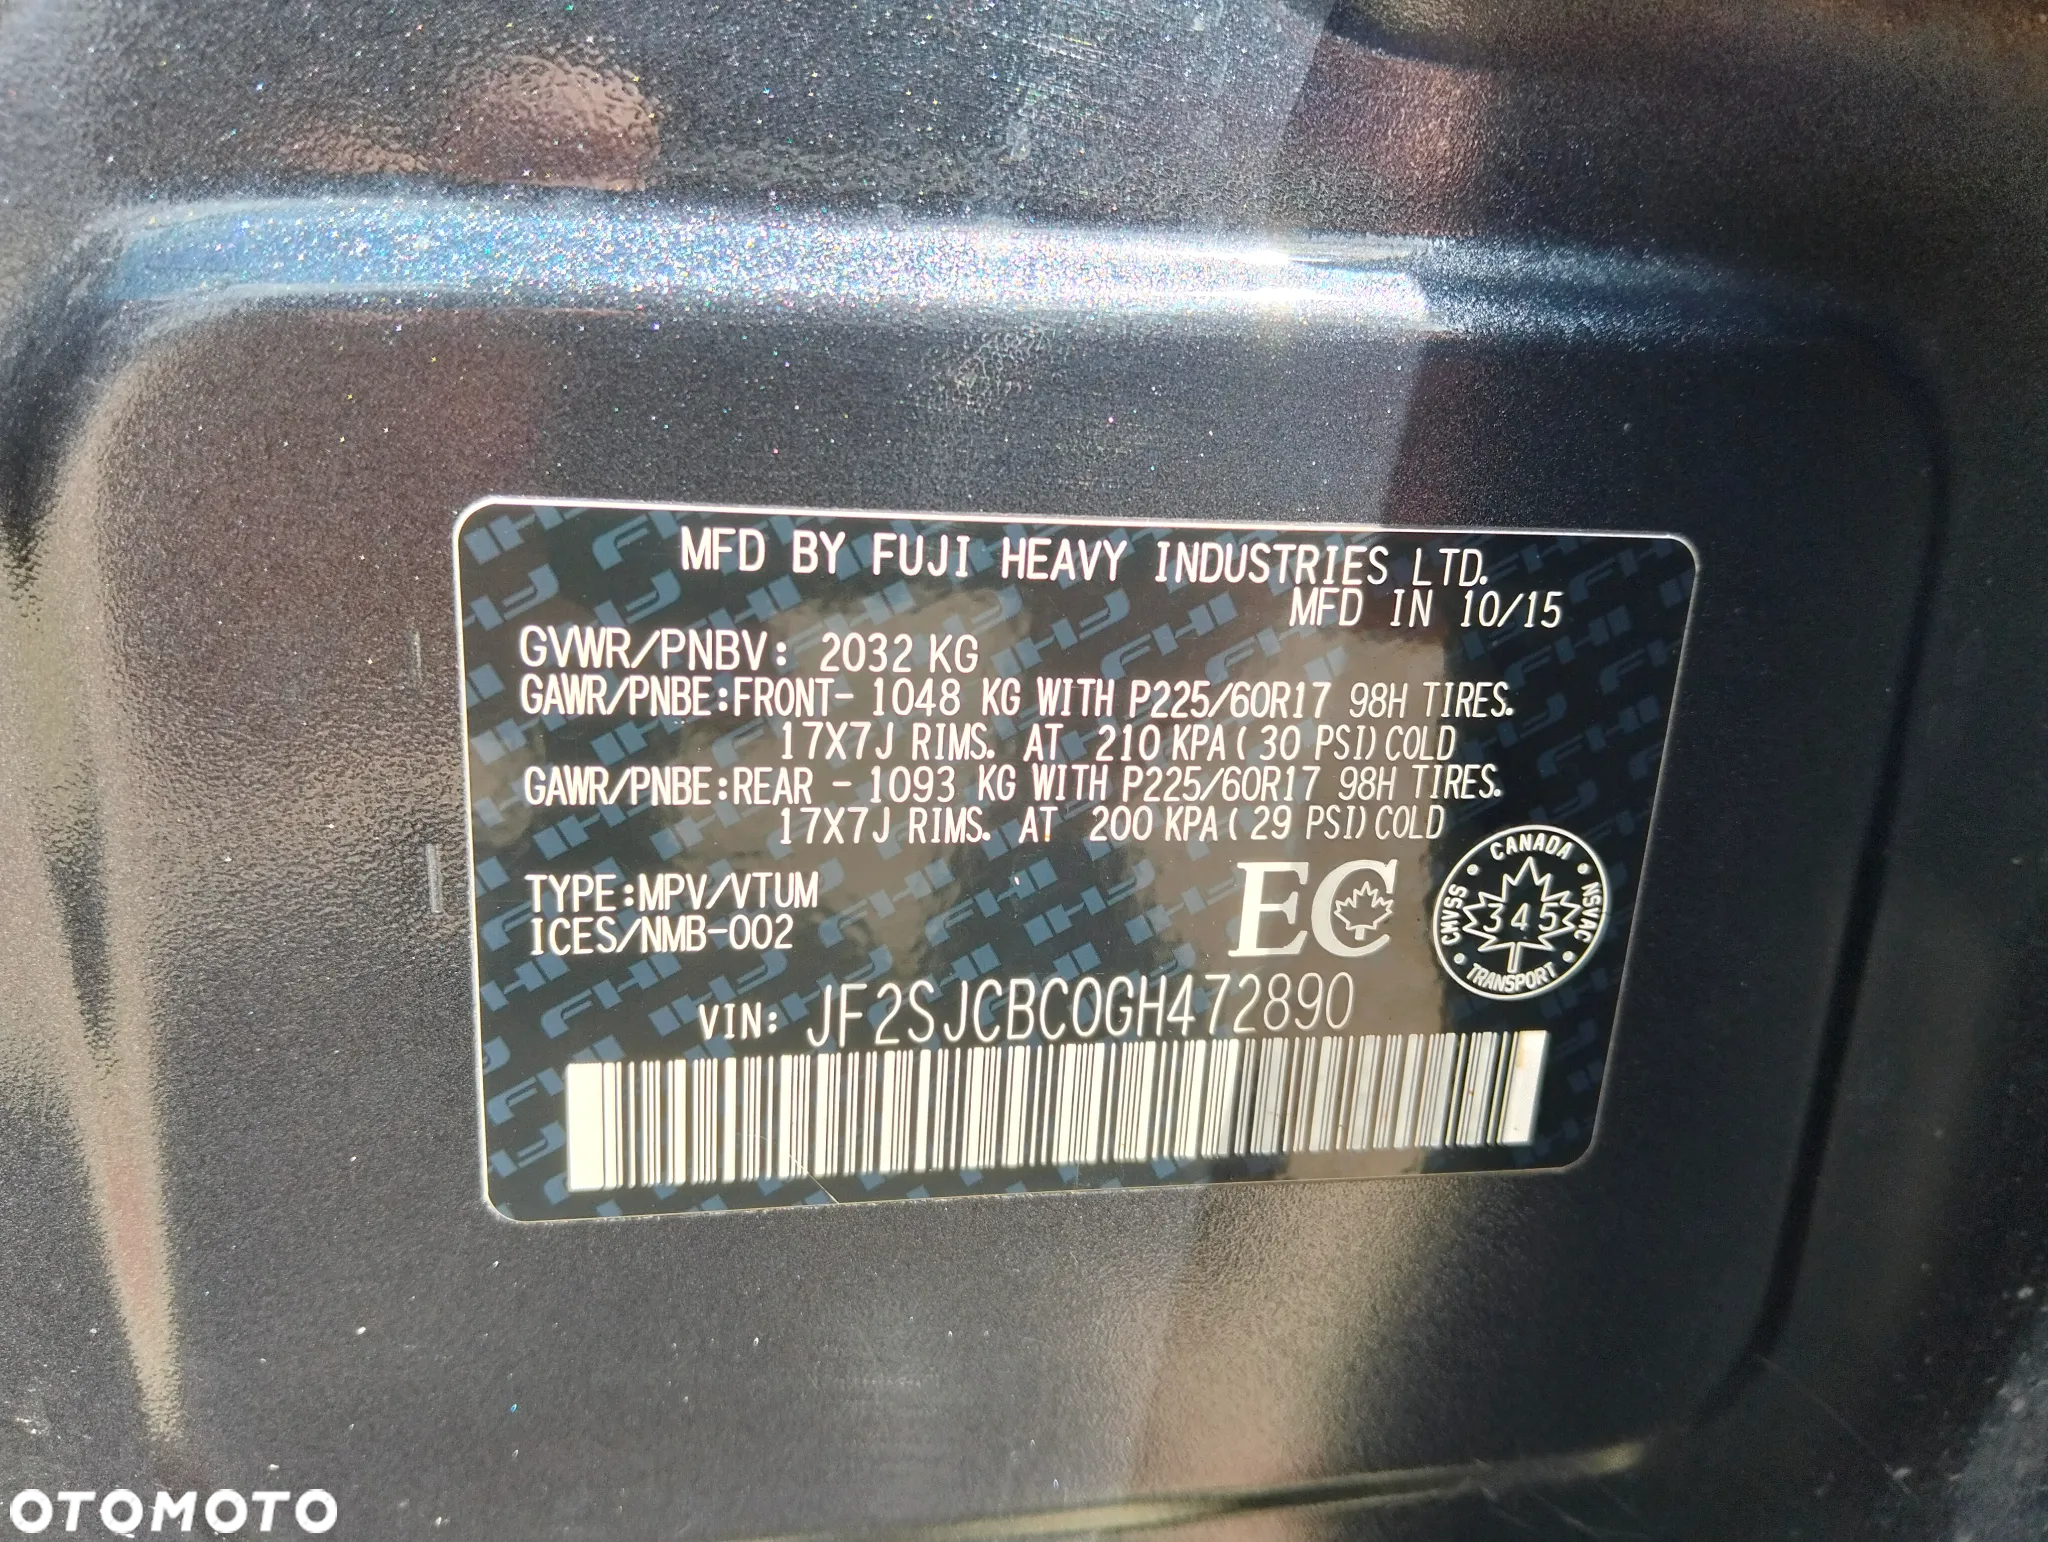 MFD BY FUJI HEAVY INDUSTRIES LTD.
MFD IN 10/15
GVWR/PNBV: 2032 KG
GAWR/PNBE:FRONT- 1048 KG WITH P225/60R17 98H TIRES.
17X7J RIMS. AT 210 KPA( 30 PSI)COLD
GAWR/PNBE:REAR - 1093 KG WITH P225/60R17 98H TIRES.
17X7J RIMS. AT 200 KPA( 29 PSI)COLD
TYPE:MPV/VTUM
ICES/NMB-002
EC
CANADA
CMVSS
345
NSVAC
TRANSPORT
VIN: JF2SJCBC0GH472890
OTOMOTO